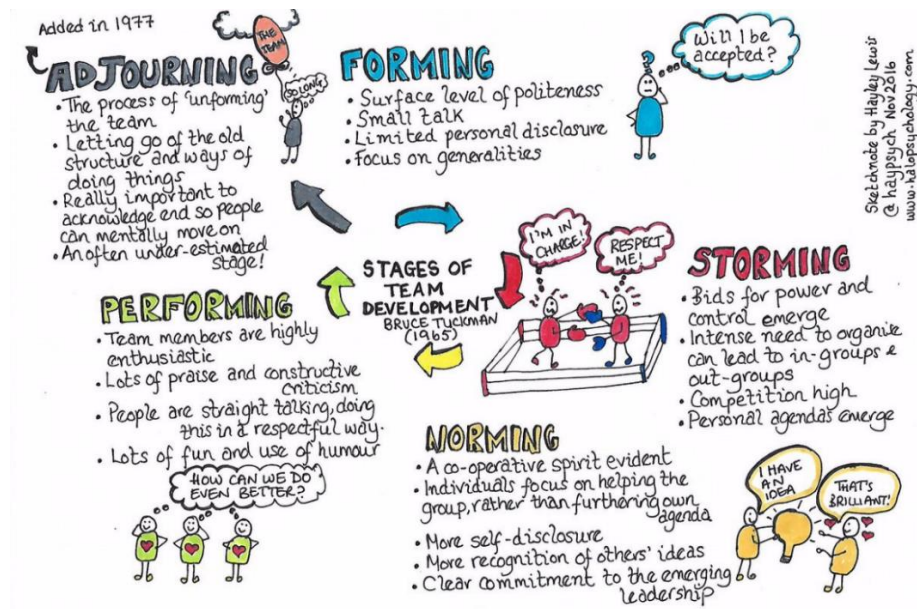 Added in 1977
ADJOURNING
• The process of 'unforming'
the team
• Letting go of the old
structure and ways of
doing things
• Really important to
acknowledge end so people
can mentally move on
• An often under-estimated
stage!
THE
TEAM
SO LONG!
FORMING
• Surface level of politeness
• Small talk
• Limited personal disclosure
• Focus on generalities
?
Will I be
accepted?
Sketchnote by Hayley Lewis
@haypsych Nov 2016
www.halopsychology.com
STAGES OF
TEAM
DEVELOPMENT
BRUCE TUCKMAN
(1965)
I'M IN
CHARGE!
RESPECT
ME!
STORMING
• Bids for power and
control emerge
• Intense need to organise
can lead to in-groups &
out-groups
• Competition high
• Personal agendas emerge
NORMING
• A co-operative spirit evident
• Individuals focus on helping the
group, rather than furthering own
agenda
• More self-disclosure
• More recognition of others' ideas
• Clear commitment to the emerging
leadership
I HAVE
AN
IDEA
THAT'S
BRILLIANT!
PERFORMING
• Team members are highly
enthusiastic
• Lots of praise and constructive
criticism
• People are straight talking, doing
this in a respectful way.
• Lots of fun and use of humour
HOW CAN WE DO
EVEN BETTER?